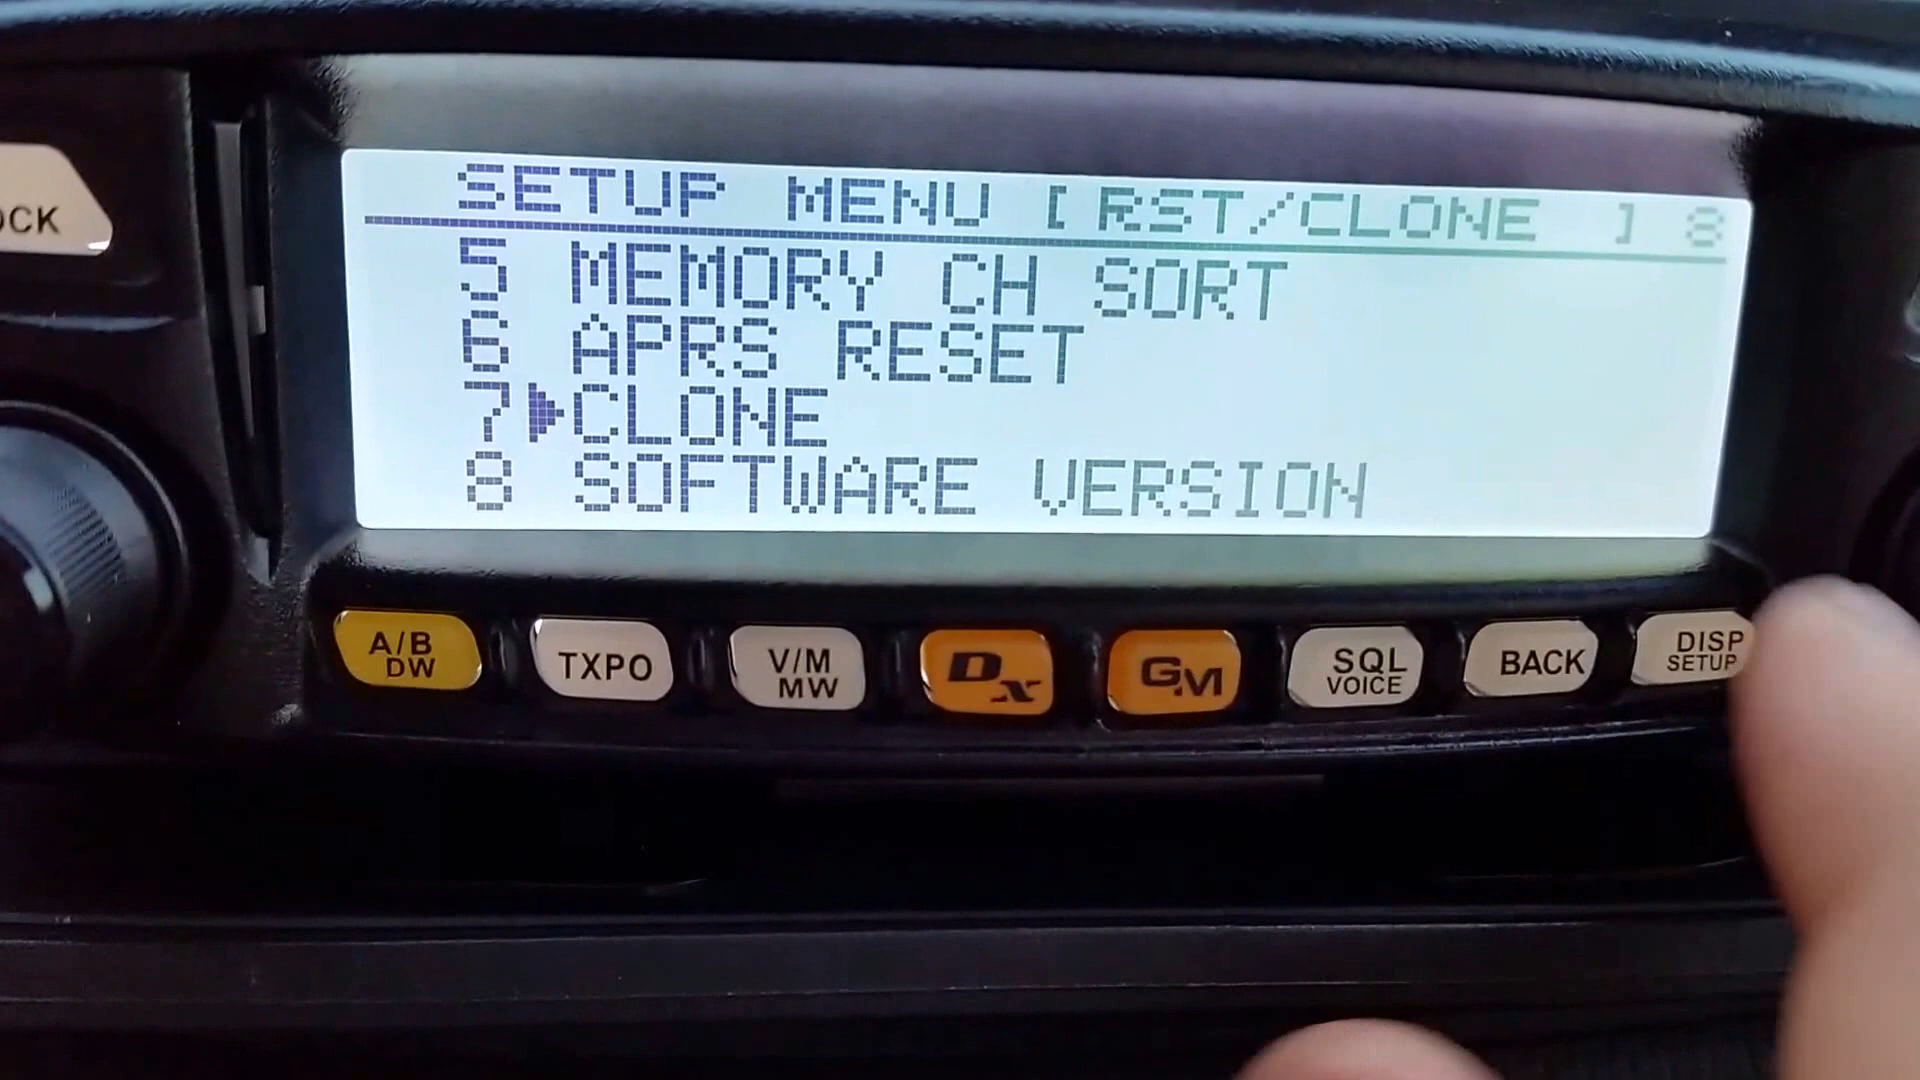 SETUP MENU [RST/CLONE ] 8
5 MEMORY CH SORT
6 APRS RESET
7 CLONE
8 SOFTWARE VERSION
OCK
A/B DW
TXPO
V/M MW
Dx
GM
SQL VOICE
BACK
DISP SETUP